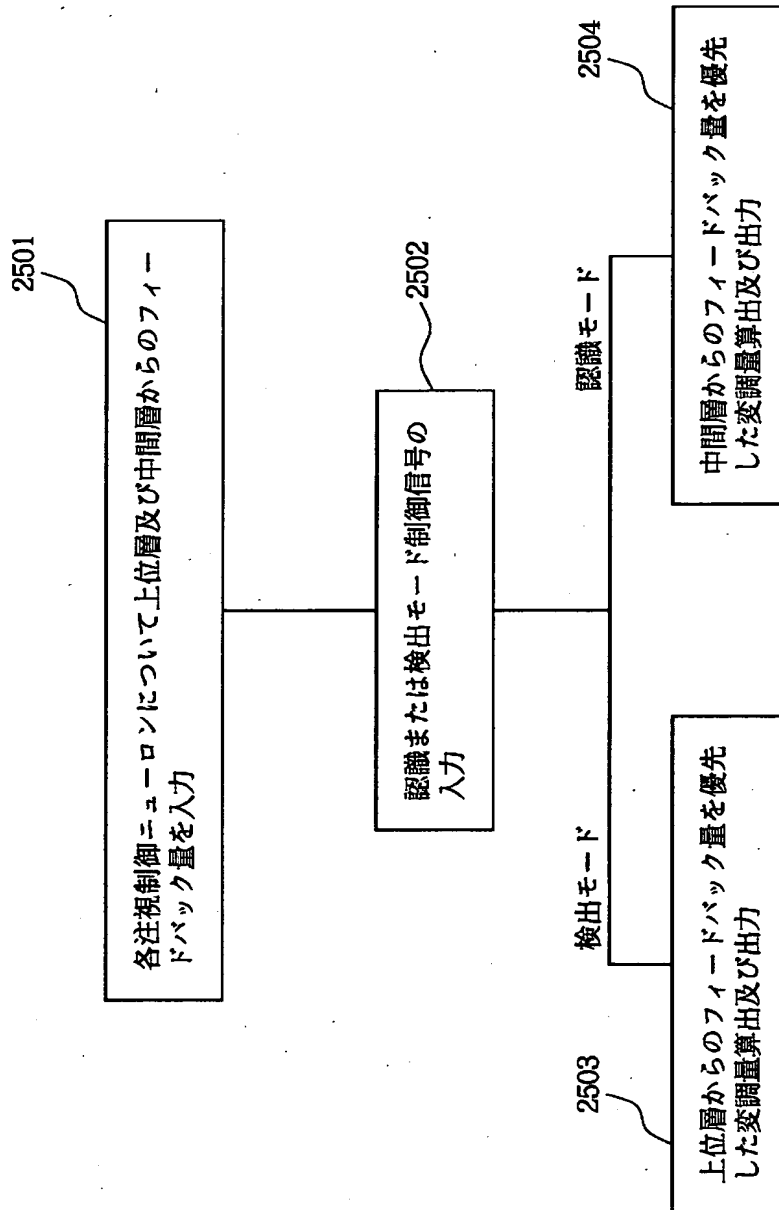 2501
各注視制御ニューロンについて上位層及び中間層からのフィー
ドバック量を入力
2502
認識または検出モード制御信号の
入力
検出モード
認識モード
2503
上位層からのフィードバック量を優先
した変調量算出及び出力
2504
中間層からのフィードバック量を優先
した変調量算出及び出力